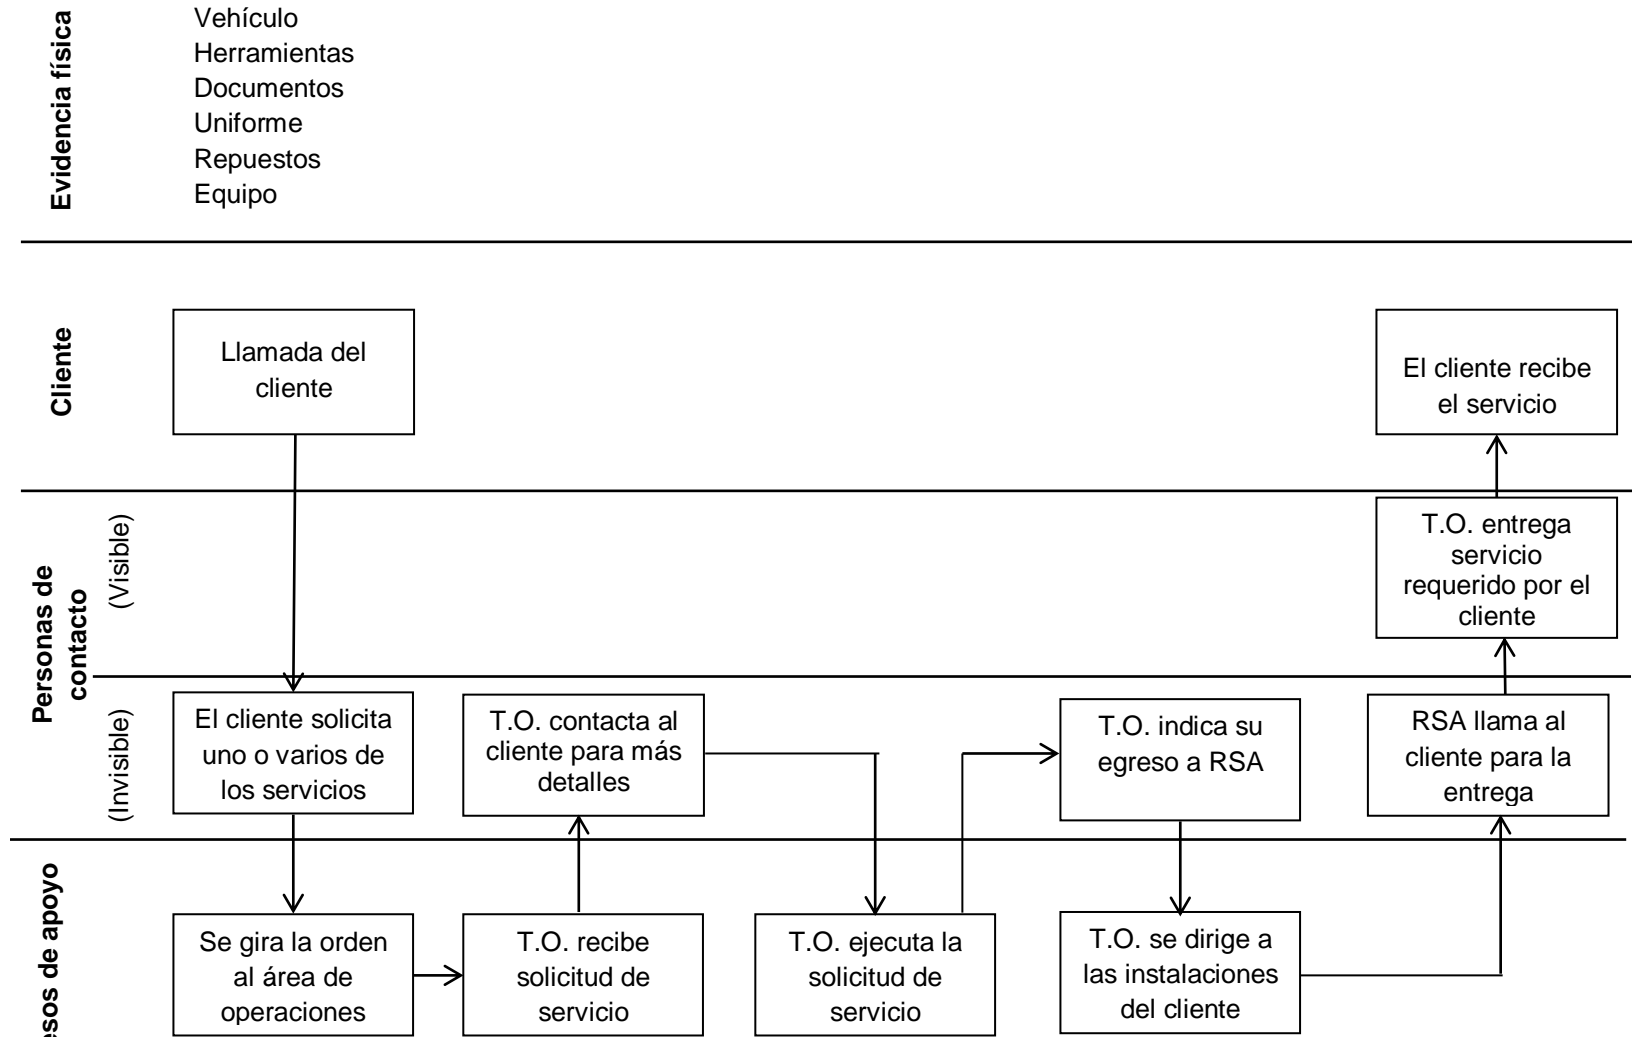 Evidencia física
Vehículo
Herramientas
Documentos
Uniforme
Repuestos
Equipo
Cliente
Llamada del
cliente
El cliente recibe
el servicio
Personas de
contacto
(Visible)
T.O. entrega
servicio
requerido por el
cliente
(Invisible)
El cliente solicita
uno o varios de
los servicios
T.O. contacta al
cliente para más
detalles
T.O. indica su
egreso a RSA
RSA llama al
cliente para la
entrega
esos de apoyo
Se gira la orden
al área de
operaciones
T.O. recibe
solicitud de
servicio
T.O. ejecuta la
solicitud de
servicio
T.O. se dirige a
las instalaciones
del cliente